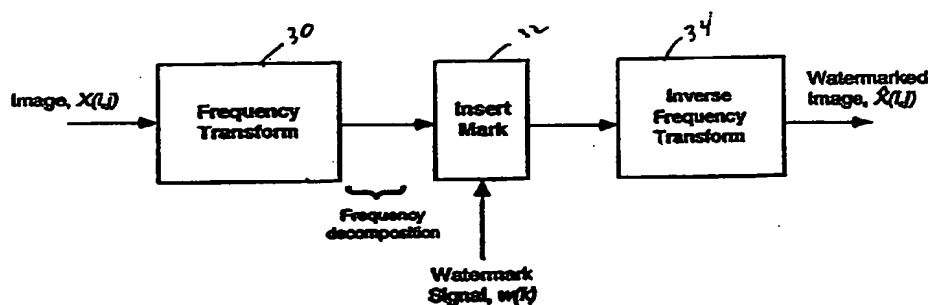 30
32
34
Image, X(i,j)
Frequency
Transform
Insert
Mark
Inverse
Frequency
Transform
Watermarked
Image, X̂(i,j)
Frequency
decomposition
Watermark
Signal, w(k)